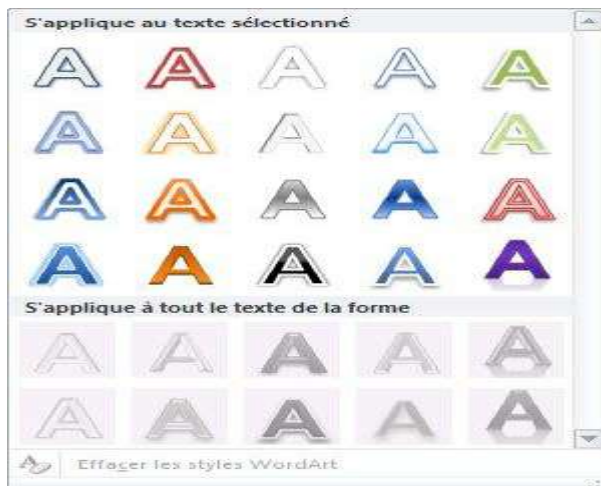 S'applique au texte sélectionné
A A A A A
A A A A A
A A A A A
A A A A A
S'applique à tout le texte de la forme
A A A A A
A A A A A
Effacer les styles WordArt